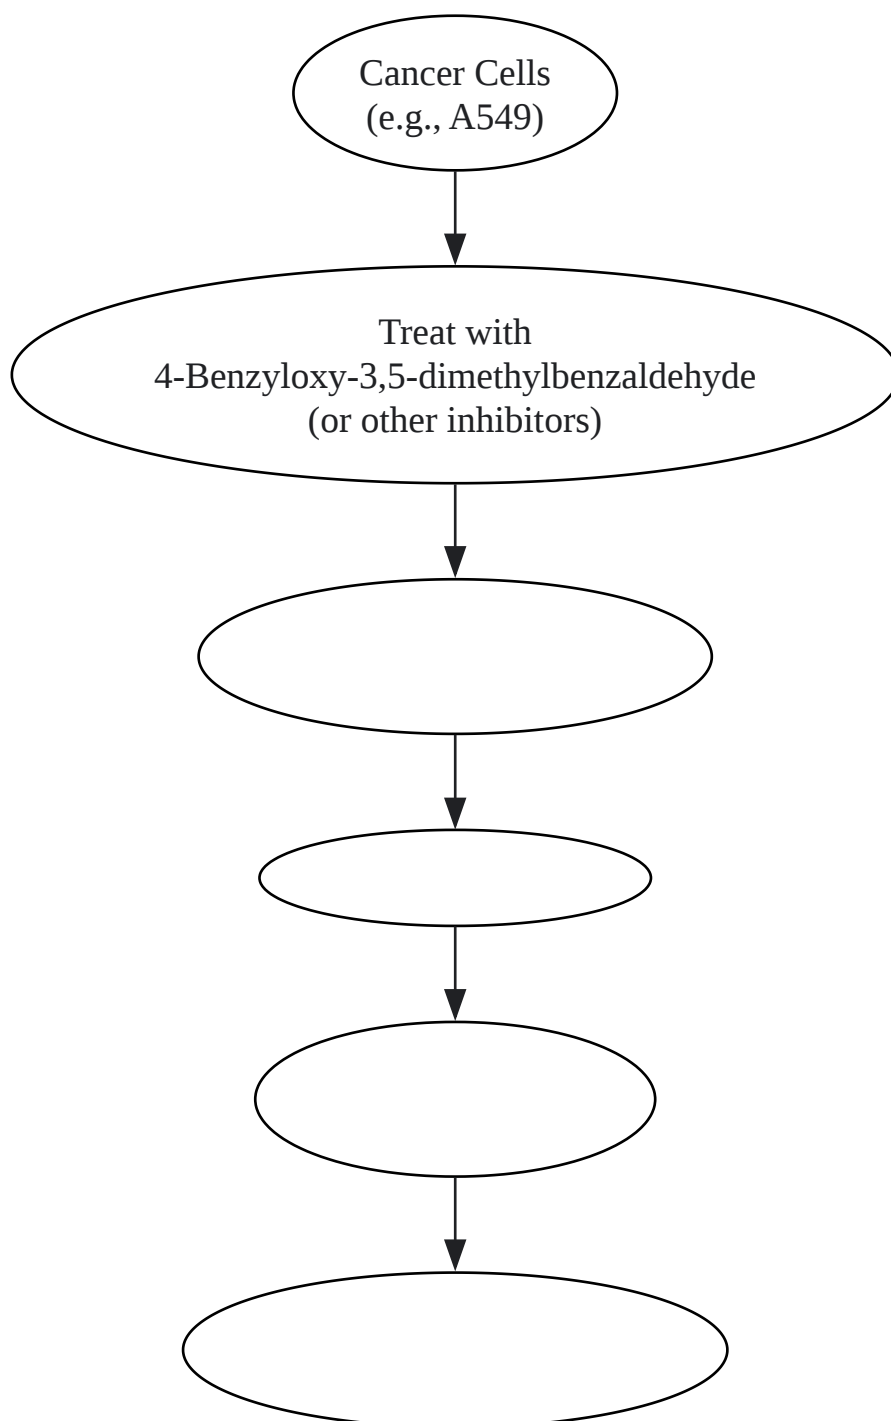 Cancer Cells
(e.g., A549)
Treat with
4-Benzyloxy-3,5-dimethylbenzaldehyde
(or other inhibitors)